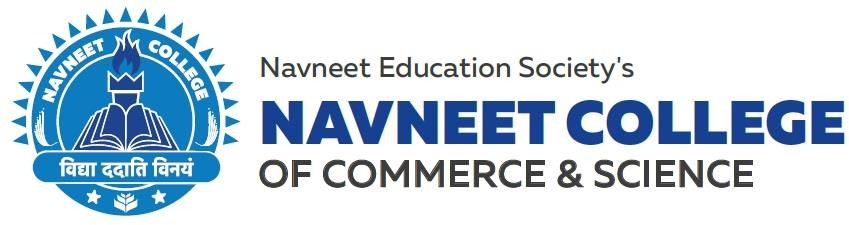 NAVNEET COLLEGE
विद्या ददाति विनयं
Navneet Education Society's
NAVNEET COLLEGE
OF COMMERCE & SCIENCE